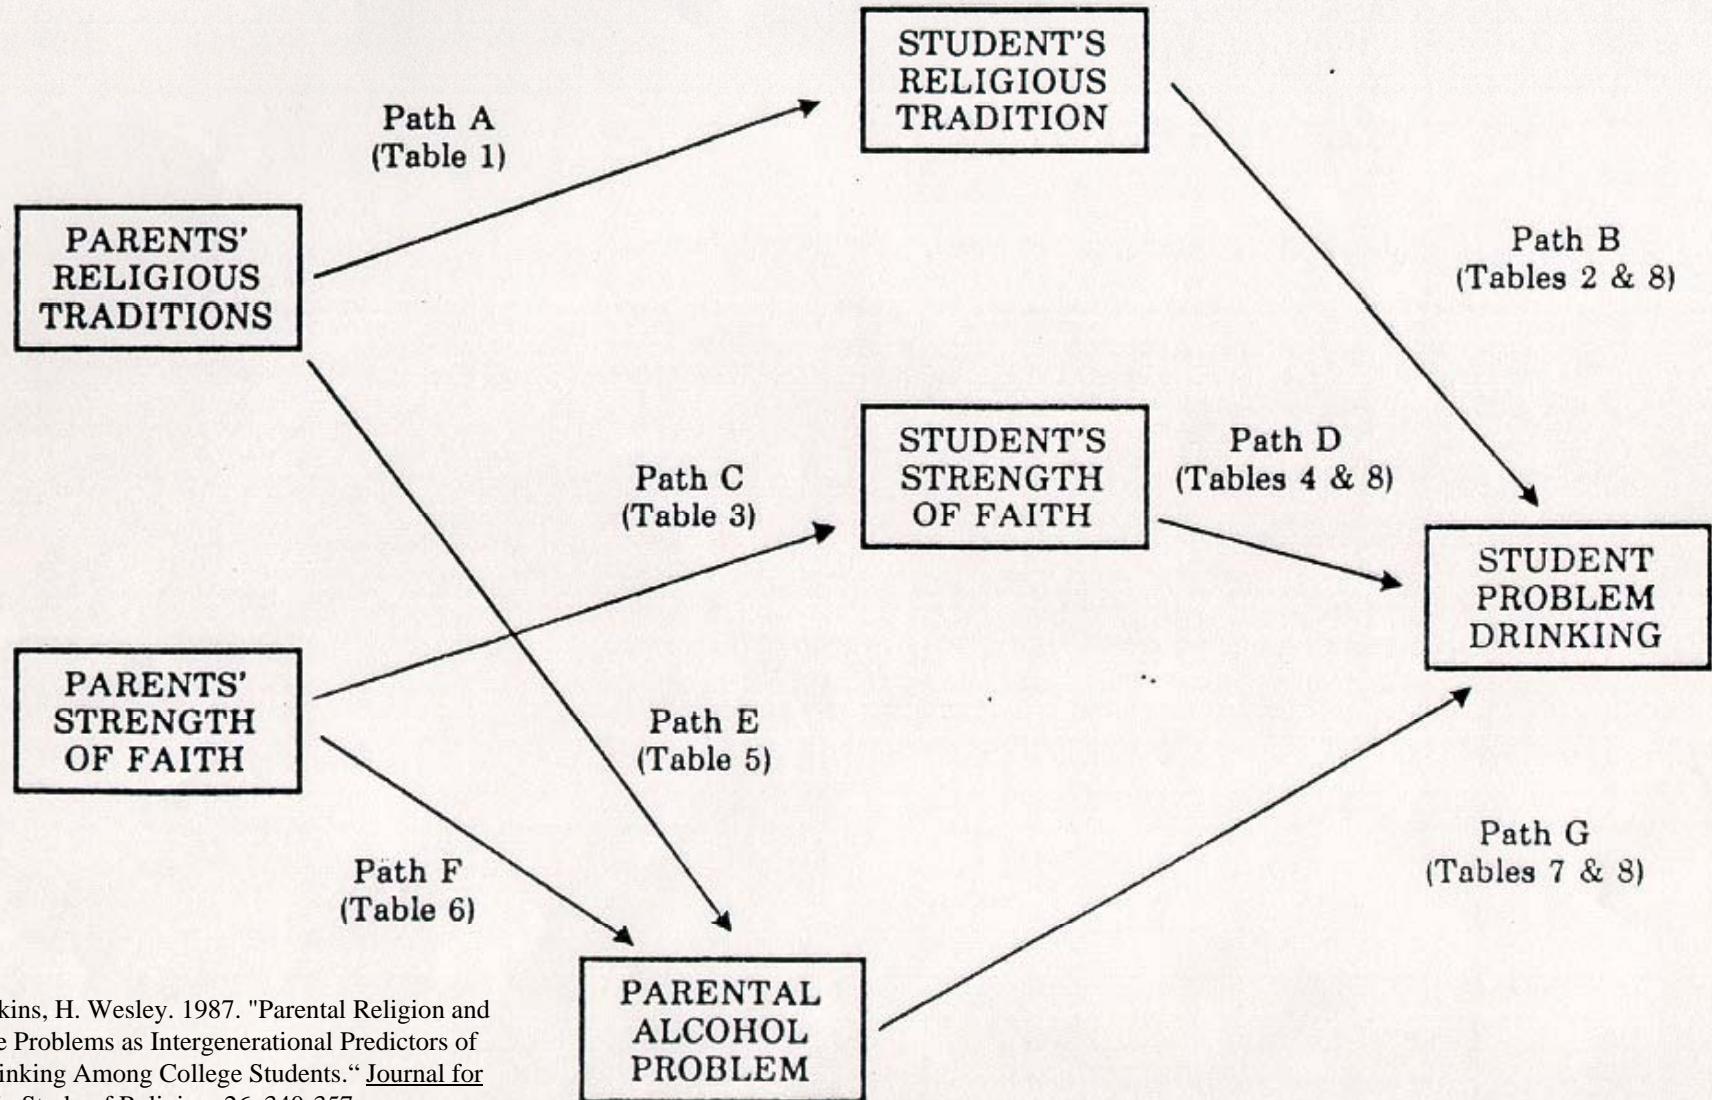 STUDENT'S
RELIGIOUS
TRADITION
Path A
(Table 1)
PARENTS'
RELIGIOUS
TRADITIONS
Path B
(Tables 2 & 8)
STUDENT'S
STRENGTH
OF FAITH
Path D
(Tables 4 & 8)
Path C
(Table 3)
STUDENT
PROBLEM
DRINKING
PARENTS'
STRENGTH
OF FAITH
Path E
(Table 5)
Path F
(Table 6)
Path G
(Tables 7 & 8)
PARENTAL
ALCOHOL
PROBLEM
kins, H. Wesley. 1987. "Parental Religion and
e Problems as Intergenerational Predictors of
inking Among College Students.“ Journal for